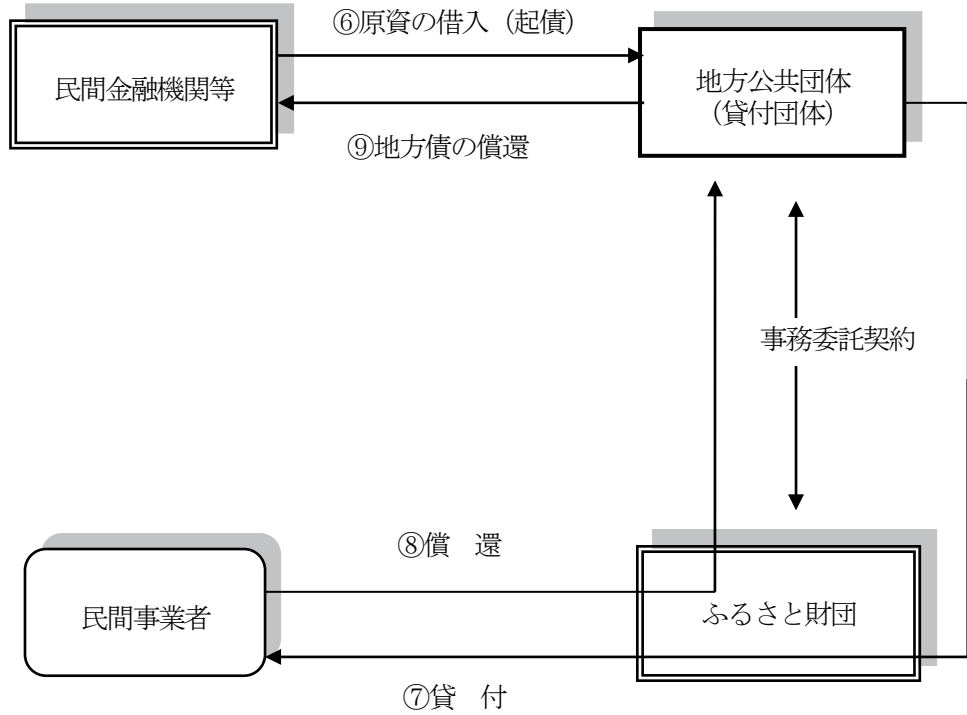 ⑥原資の借入（起債）
民間金融機関等
地方公共団体
（貸付団体）
⑨地方債の償還
事務委託契約
⑧償　還
民間事業者
ふるさと財団
⑦貸　付